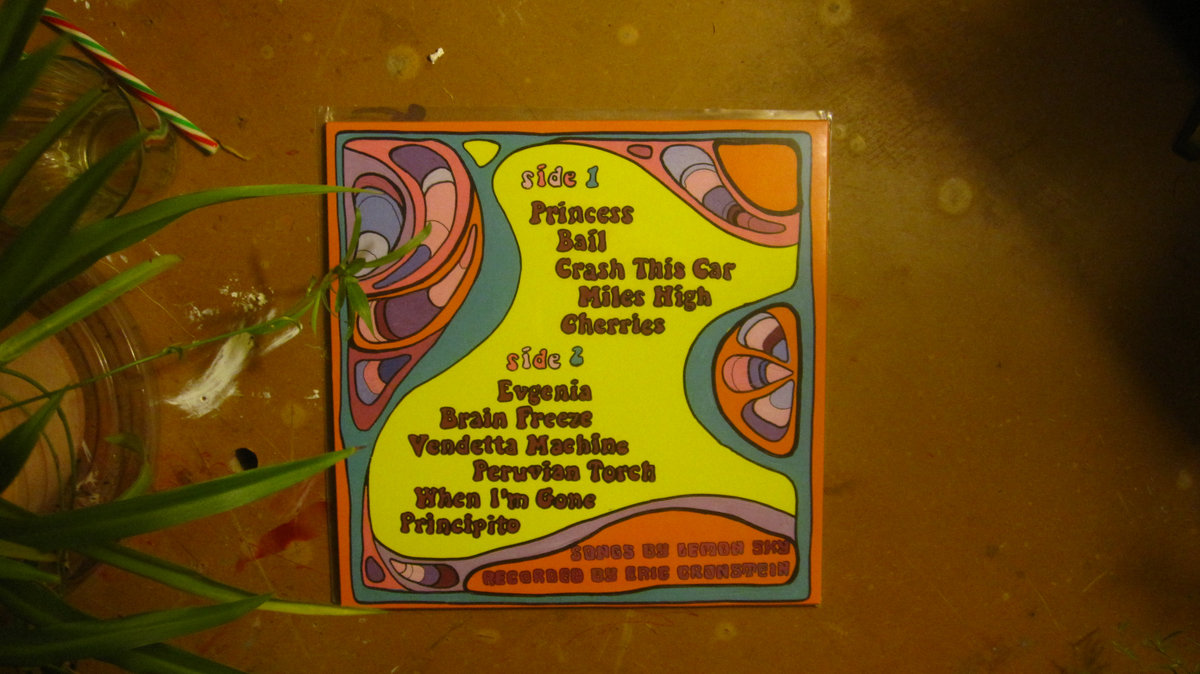 side 1
Princess
Bail
Crash This Car
Miles High
Cherries
side 2
Evgenia
Brain Freeze
Vendetta Machine
Peruvian Torch
When I'm Gone
Principito
SONGS BY LEMON SKY
RECORDED BY ERIC CRONSTEIN